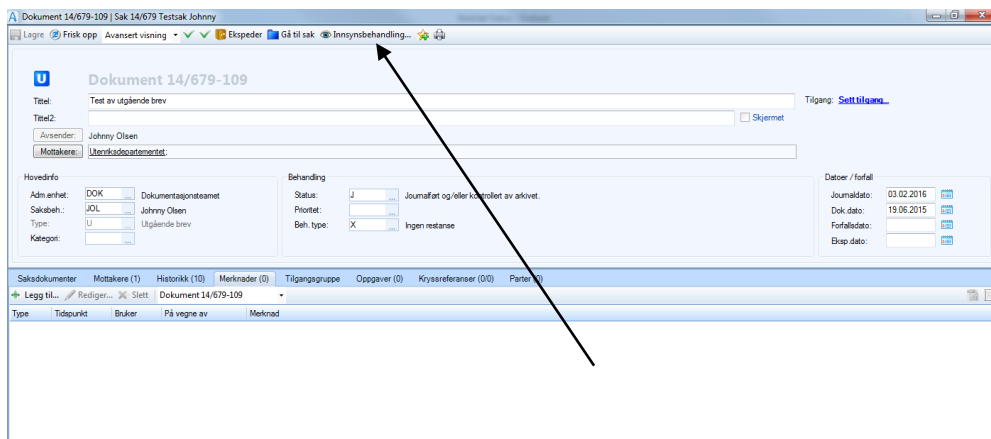 Dokument 14/679-109 | Sak 14/679 Testsak Johnny
Lagre Frisk opp Avansert visning Ekspeder Gå til sak Innsynsbehandling...
U Dokument 14/679-109
Tittel: Test av utgående brev Tilgang: Sett tilgang...
Tittel2: Skjermet
Avsender: Johnny Olsen
Mottakere: Utenriksdepartementet;
Hovedinfo Behandling Datoer / forfall
Adm.enhet: DOK ... Dokumentasjonsteamet Status: J ... Journalført og/eller kontrollert av arkivet. Journaldato: 03.02.2016
Saksbeh.: JOL ... Johnny Olsen Prioritet: ... Dok.dato: 19.06.2015
Type: U ... Utgående brev Beh. type: X ... Ingen restanse Forfallsdato:
Kategori: ... Eksp.dato:
Saksdokumenter Mottakere (1) Historikk (10) Merknader (0) Tilgangsgruppe Oppgaver (0) Kryssreferanser (0/0) Parter (0)
Legg til... Rediger... Slett Dokument 14/679-109
Type Tidspunkt Bruker På vegne av Merknad